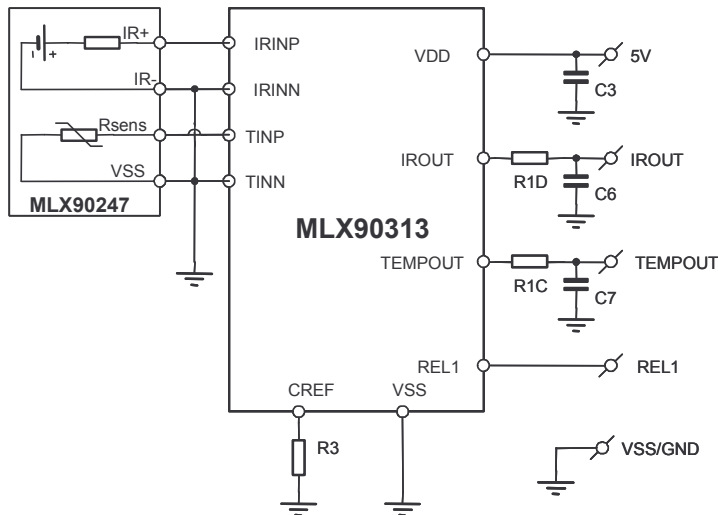 IR+
IR-
Rsens
VSS
MLX90247
IRINP
IRINN
TINP
TINN
MLX90313
VDD
IROUT
TEMPOUT
REL1
CREF
VSS
R3
5V
C3
R1D
IROUT
C6
R1C
TEMPOUT
C7
REL1
VSS/GND